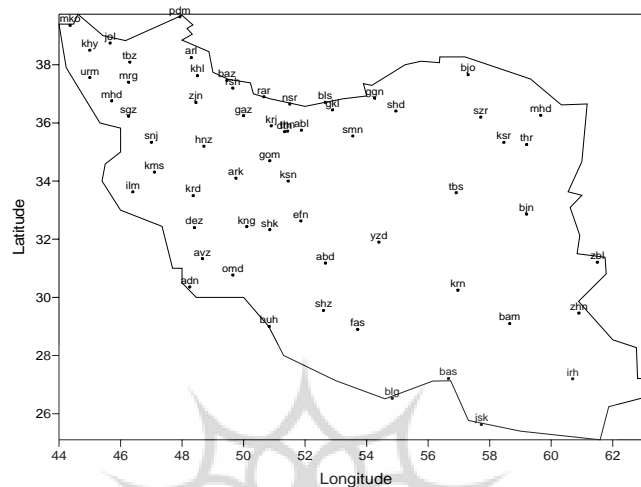 pdm
mko
jol
khy
tbz
arl
38
urm
mrg
khl
baz
rsh
bjo
mhd
zjn
rar
nsr
bls
gkl
ggn
shd
36
sgz
gaz
krj
abl
szr
mhd
snj
hnz
smn
ksr
thr
kms
gom
34
ilm
krd
ark
ksn
tbs
dez
kng
shk
efn
bjn
32
avz
abd
yzd
zbl
adn
omd
30
krn
shz
zhn
buh
fas
bam
28
bas
irh
blg
26
jsk
44
46
48
50
52
54
56
58
60
62
Latitude
Longitude